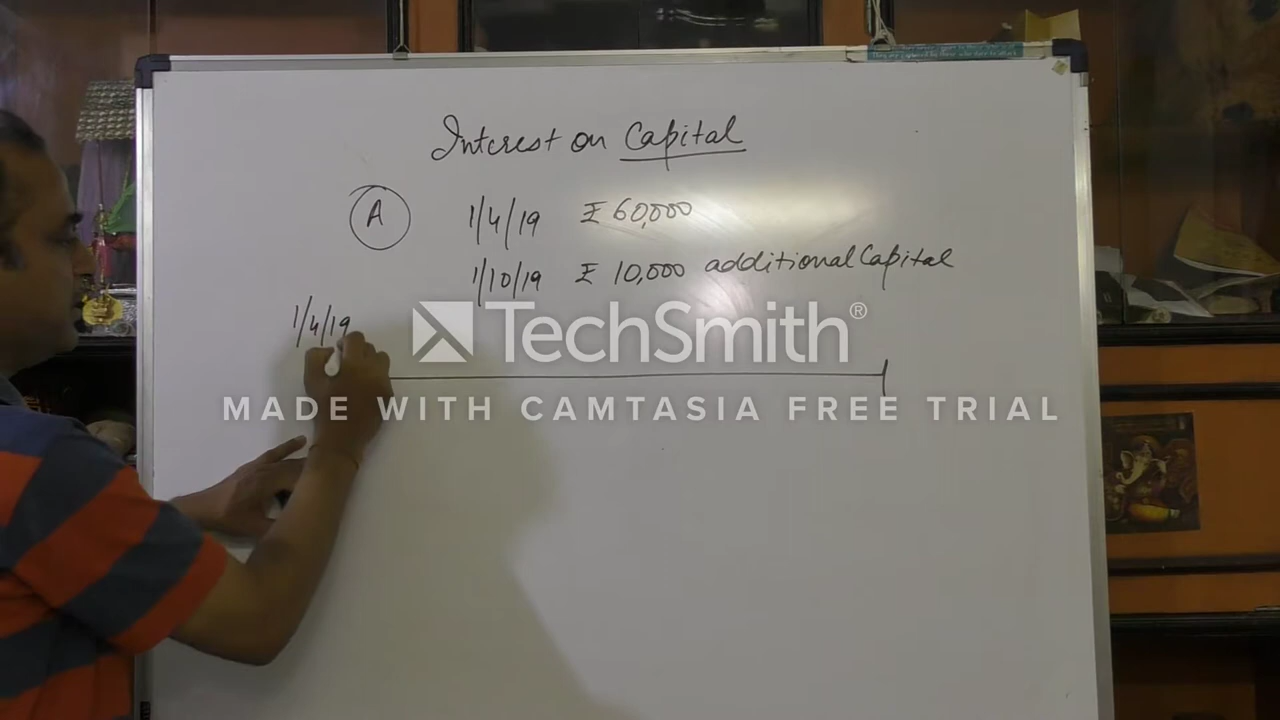 Interest on Capital
A 1/4/19 ₹ 60,000
1/10/19 ₹ 10,000 additional Capital
1/4/19
TechSmith®
MADE WITH CAMTASIA FREE TRIAL